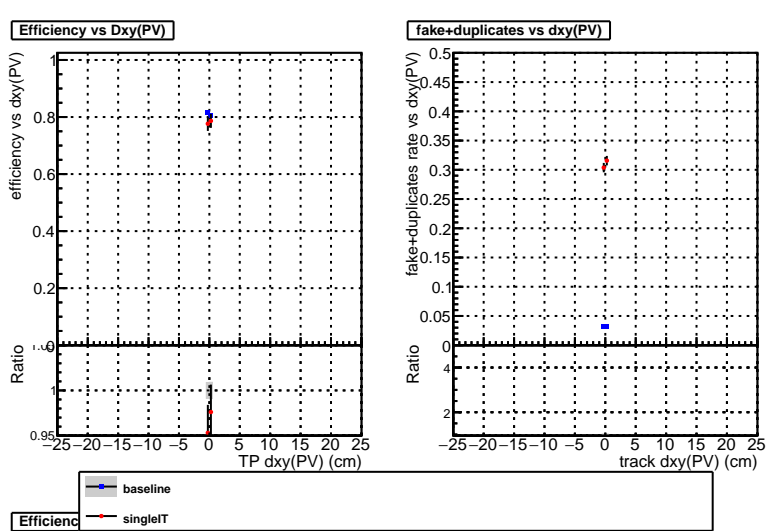 Efficiency vs Dxy(PV)
fake+duplicates vs dxy(PV)
efficiency vs dxy(PV)
1
0.8
0.6
0.4
0.2
0
fake+duplicates rate vs dxy(PV)
0.5
0.45
0.4
0.35
0.3
0.25
0.2
0.15
0.1
0.05
0
Ratio
1
0.95
−25 −20 −15 −10 −5 0 5 10 15 20 25
TP dxy(PV) (cm)
Ratio
4
2
−25 −20 −15 −10 −5 0 5 10 15 20 25
track dxy(PV) (cm)
baseline
singleIT
Efficienc